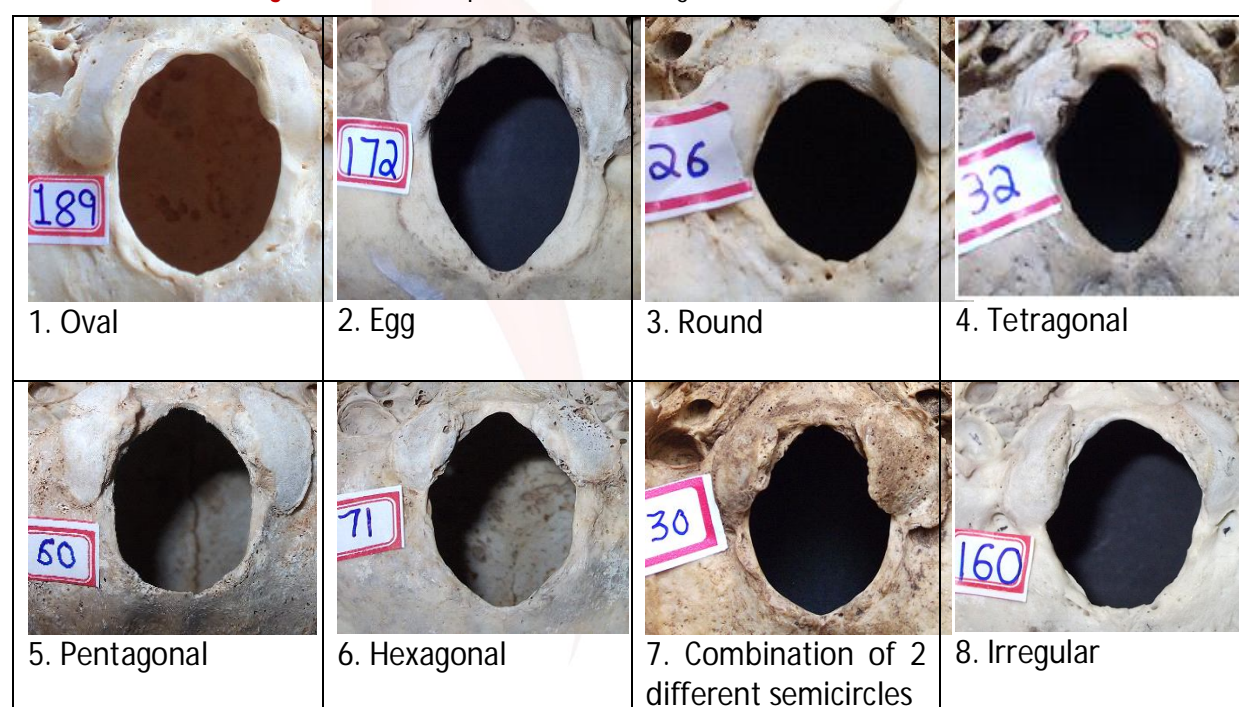 189
172
26
32
1. Oval
2. Egg
3. Round
4. Tetragonal
60
71
30
160
5. Pentagonal
6. Hexagonal
7. Combination of 2
different semicircles
8. Irregular